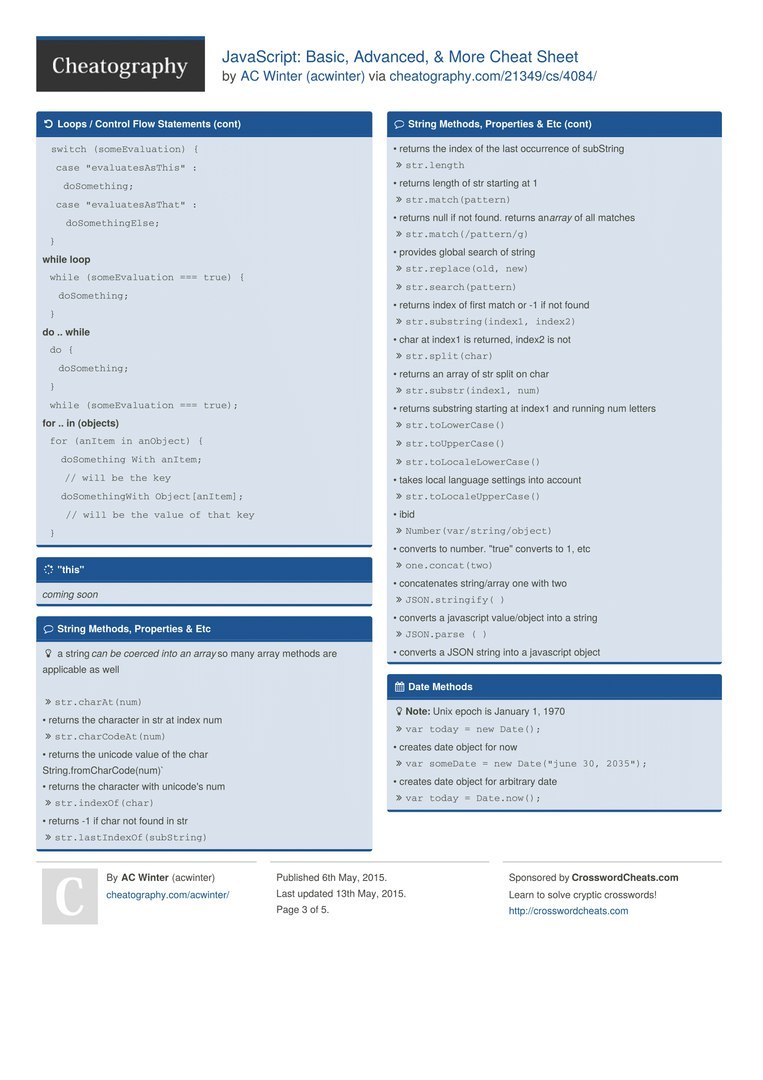 Cheatography
JavaScript: Basic, Advanced, & More Cheat Sheet
by AC Winter (acwinter) via cheatography.com/21349/cs/4084/
Loops / Control Flow Statements (cont)
switch (someEvaluation) {
case "evaluatesAsThis" :
doSomething;
case "evaluatesAsThat" :
doSomethingElse;
}
while loop
while (someEvaluation === true) {
doSomething;
}
do .. while
do {
doSomething;
}
while (someEvaluation === true);
for .. in (objects)
for (anItem in anObject) {
doSomething With anItem;
// will be the key
doSomethingWith Object[anItem];
// will be the value of that key
}
"this"
coming soon
String Methods, Properties & Etc
a string can be coerced into an array so many array methods are
applicable as well
» str.charAt(num)
• returns the character in str at index num
» str.charCodeAt(num)
• returns the unicode value of the char
String.fromCharCode(num)`
• returns the character with unicode's num
» str.indexOf(char)
• returns -1 if char not found in str
» str.lastIndexOf(subString)
String Methods, Properties & Etc (cont)
• returns the index of the last occurrence of subString
» str.length
• returns length of str starting at 1
» str.match(pattern)
• returns null if not found. returns anarray of all matches
» str.match(/pattern/g)
• provides global search of string
» str.replace(old, new)
» str.search(pattern)
• returns index of first match or -1 if not found
» str.substring(index1, index2)
• char at index1 is returned, index2 is not
» str.split(char)
• returns an array of str split on char
» str.substr(index1, num)
• returns substring starting at index1 and running num letters
» str.toLowerCase()
» str.toUpperCase()
» str.toLocaleLowerCase()
• takes local language settings into account
» str.toLocaleUpperCase()
• ibid
» Number(var/string/object)
• converts to number. "true" converts to 1, etc
» one.concat(two)
• concatenates string/array one with two
» JSON.stringify( )
• converts a javascript value/object into a string
» JSON.parse ( )
• converts a JSON string into a javascript object
Date Methods
Note: Unix epoch is January 1, 1970
» var today = new Date();
• creates date object for now
» var someDate = new Date("june 30, 2035");
• creates date object for arbitrary date
» var today = Date.now();
C
By AC Winter (acwinter)
cheatography.com/acwinter/
Published 6th May, 2015.
Last updated 13th May, 2015.
Page 3 of 5.
Sponsored by CrosswordCheats.com
Learn to solve cryptic crosswords!
http://crosswordcheats.com